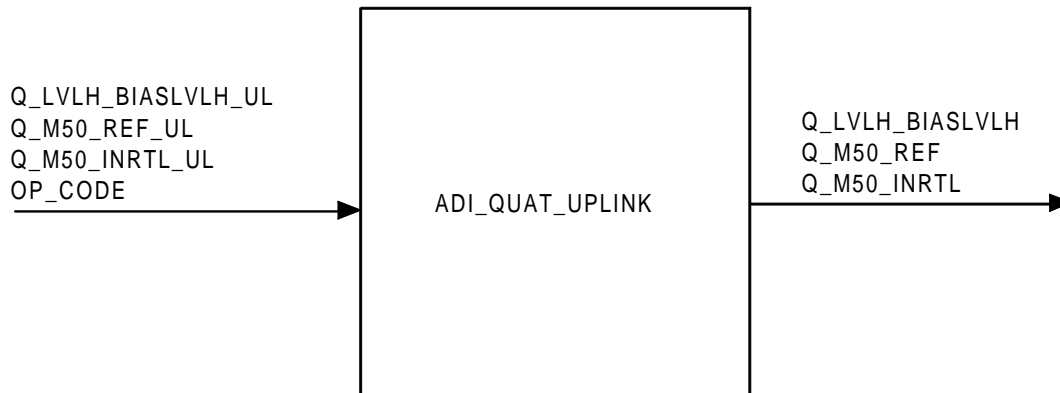 Q_LVLH_BIASLVLH_UL
Q_M50_REF_UL
Q_M50_INRTL_UL
OP_CODE
ADI_QUAT_UPLINK
Q_LVLH_BIASLVLH
Q_M50_REF
Q_M50_INRTL